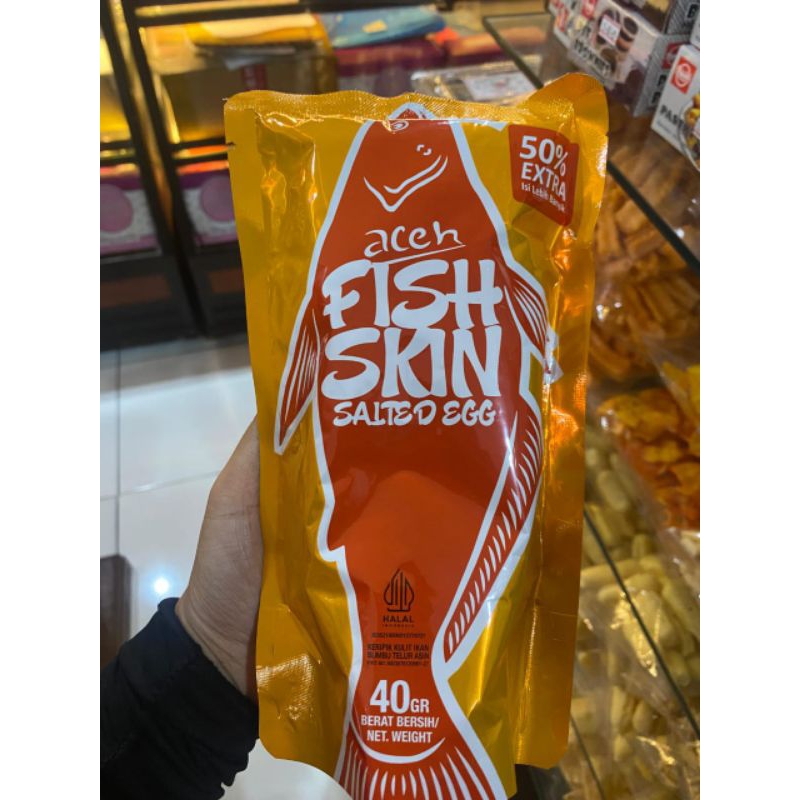 50%
EXTRA
Isi Lebih Banyak
aceh
FISH
SKIN
SALTED EGG
HALAL
INDONESIA
KERIPIK KULIT IKAN
BUMBU TELUR ASIN
40GR
BERAT BERSIH/
NET. WEIGHT